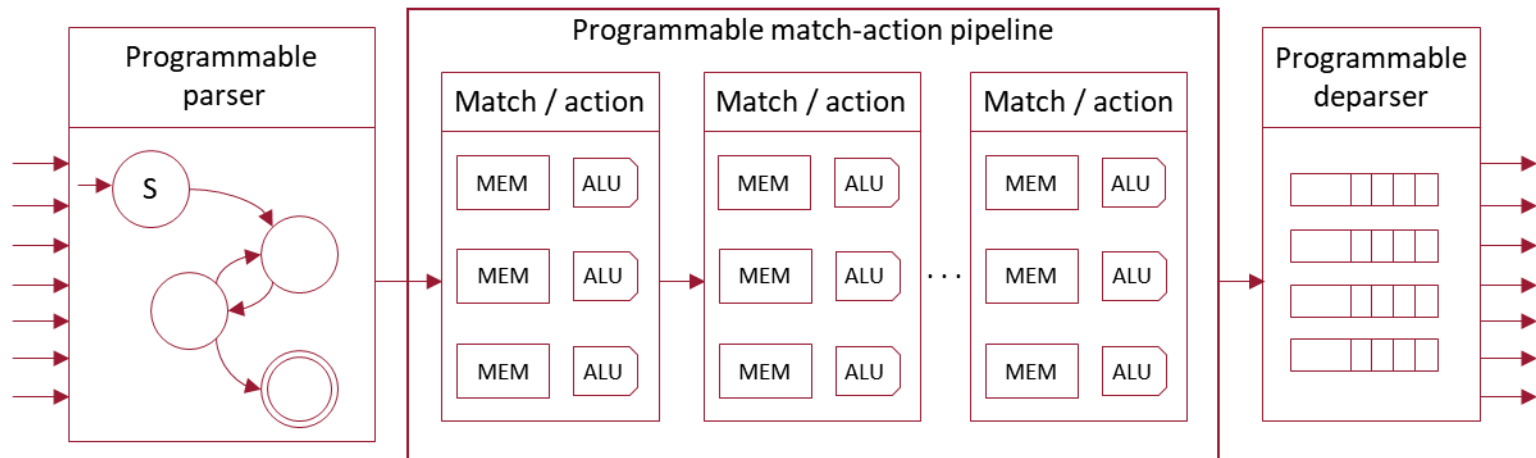 Programmable
parser
S
Programmable match-action pipeline
Match / action
MEM ALU
MEM ALU
MEM ALU
Match / action
MEM ALU
MEM ALU
MEM ALU
...
Match / action
MEM ALU
MEM ALU
MEM ALU
Programmable
deparser